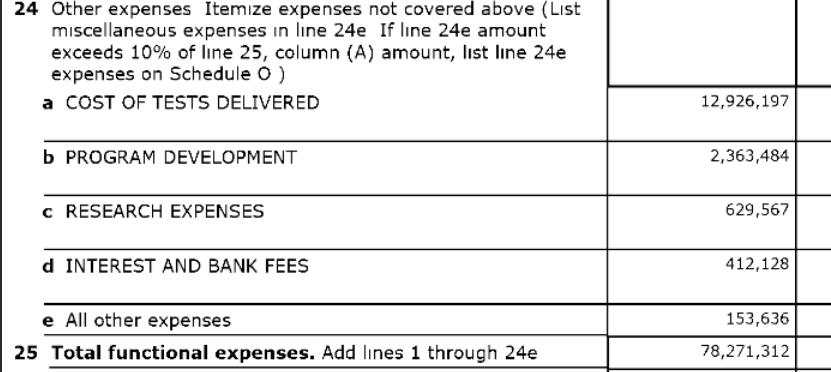 24 Other expenses Itemize expenses not covered above (List
miscellaneous expenses in line 24e If line 24e amount
exceeds 10% of line 25, column (A) amount, list line 24e
expenses on Schedule O )
a COST OF TESTS DELIVERED 12,926,197
b PROGRAM DEVELOPMENT 2,363,484
c RESEARCH EXPENSES 629,567
d INTEREST AND BANK FEES 412,128
e All other expenses 153,636
25 Total functional expenses. Add lines 1 through 24e 78,271,312